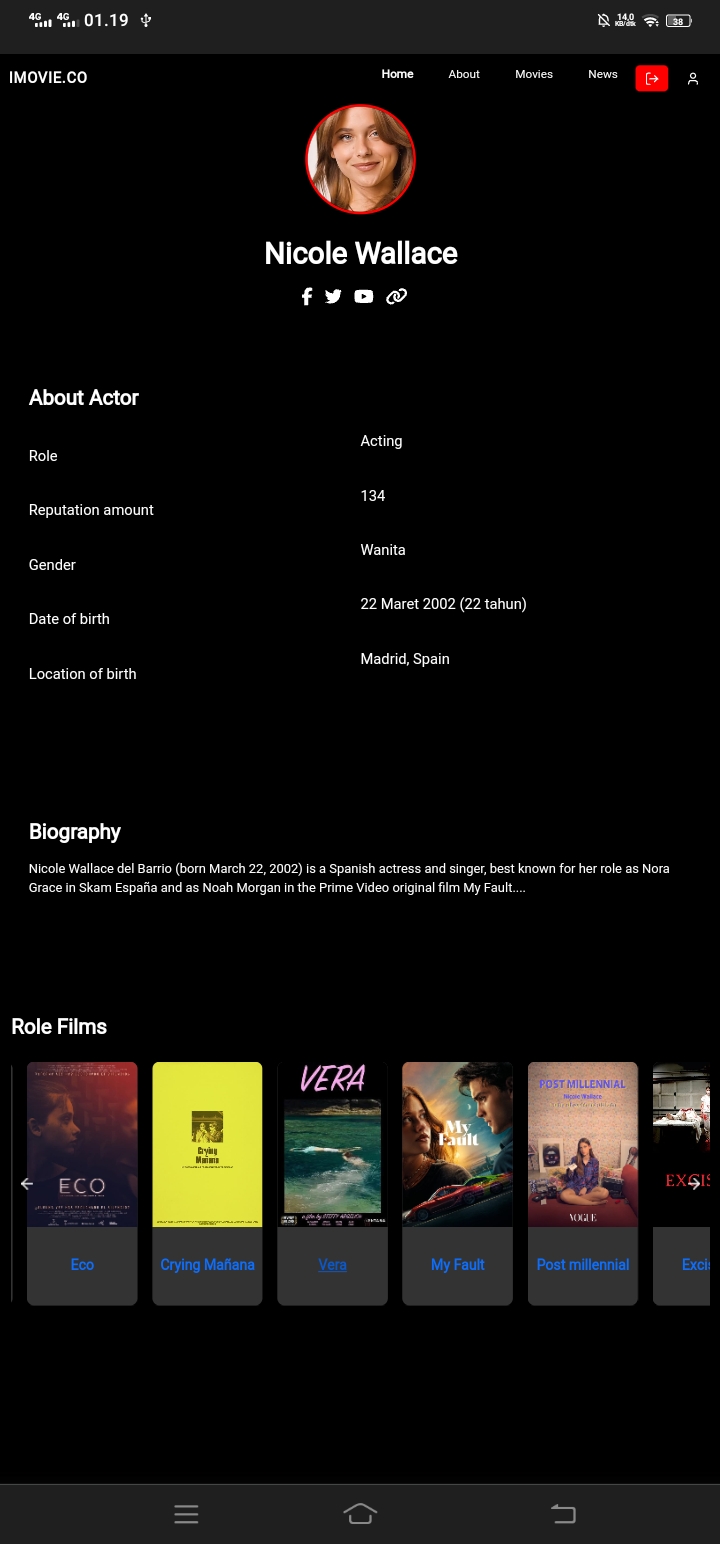 4G 4G 01.19
14,0 KB/dtk 38
IMOVIE.CO Home About Movies News
Nicole Wallace
About Actor
Role Acting
Reputation amount 134
Gender Wanita
Date of birth 22 Maret 2002 (22 tahun)
Location of birth Madrid, Spain
Biography
Nicole Wallace del Barrio (born March 22, 2002) is a Spanish actress and singer, best known for her role as Nora
Grace in Skam España and as Noah Morgan in the Prime Video original film My Fault....
Role Films
ECO
Crying
Mañana
VERA
My
Fault
POST MILLENNIAL
Nicole Wallace
VOGUE
EXCIS
Eco Crying Mañana Vera My Fault Post millennial Excis